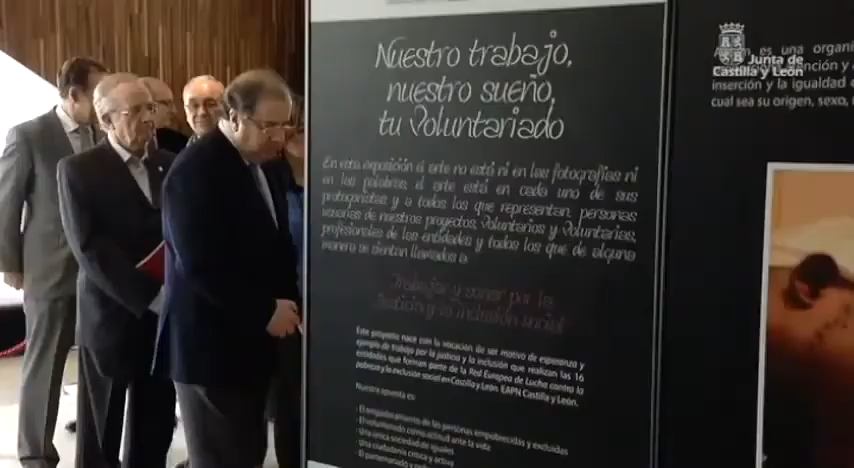 Nuestro trabajo,
nuestro sueño,
tu Voluntariado
En esta exposición el arte no está ni en las fotografías ni
en las palabras, el arte está en cada uno de sus
protagonistas y a todos los que representan, personas
usuarias de nuestros proyectos, Voluntarios y Voluntarias,
profesionales de las entidades y todos los que de alguna
manera se sientan llevados a:
Trabajar y soñar por la
justicia y la inclusión social
Este proyecto nace con la vocación de ser motivo de esperanza y
ejemplo de trabajo por la justicia y la inclusión que realizan las 16
entidades que forman parte de la Red Europea de Lucha contra la
pobreza y la exclusión social en Castilla y León. EAPN Castilla y León.
Nuestra apuesta es:
· El empoderamiento de las personas empobrecidas y excluidas
· El voluntariado como actitud ante la vida
· Una única sociedad de iguales
· Una ciudadanía crítica y activa
· El partenariado y
Junta de
Castilla y León
es una organi
atención y
inserción y la igualdad
cual sea su origen, sexo,